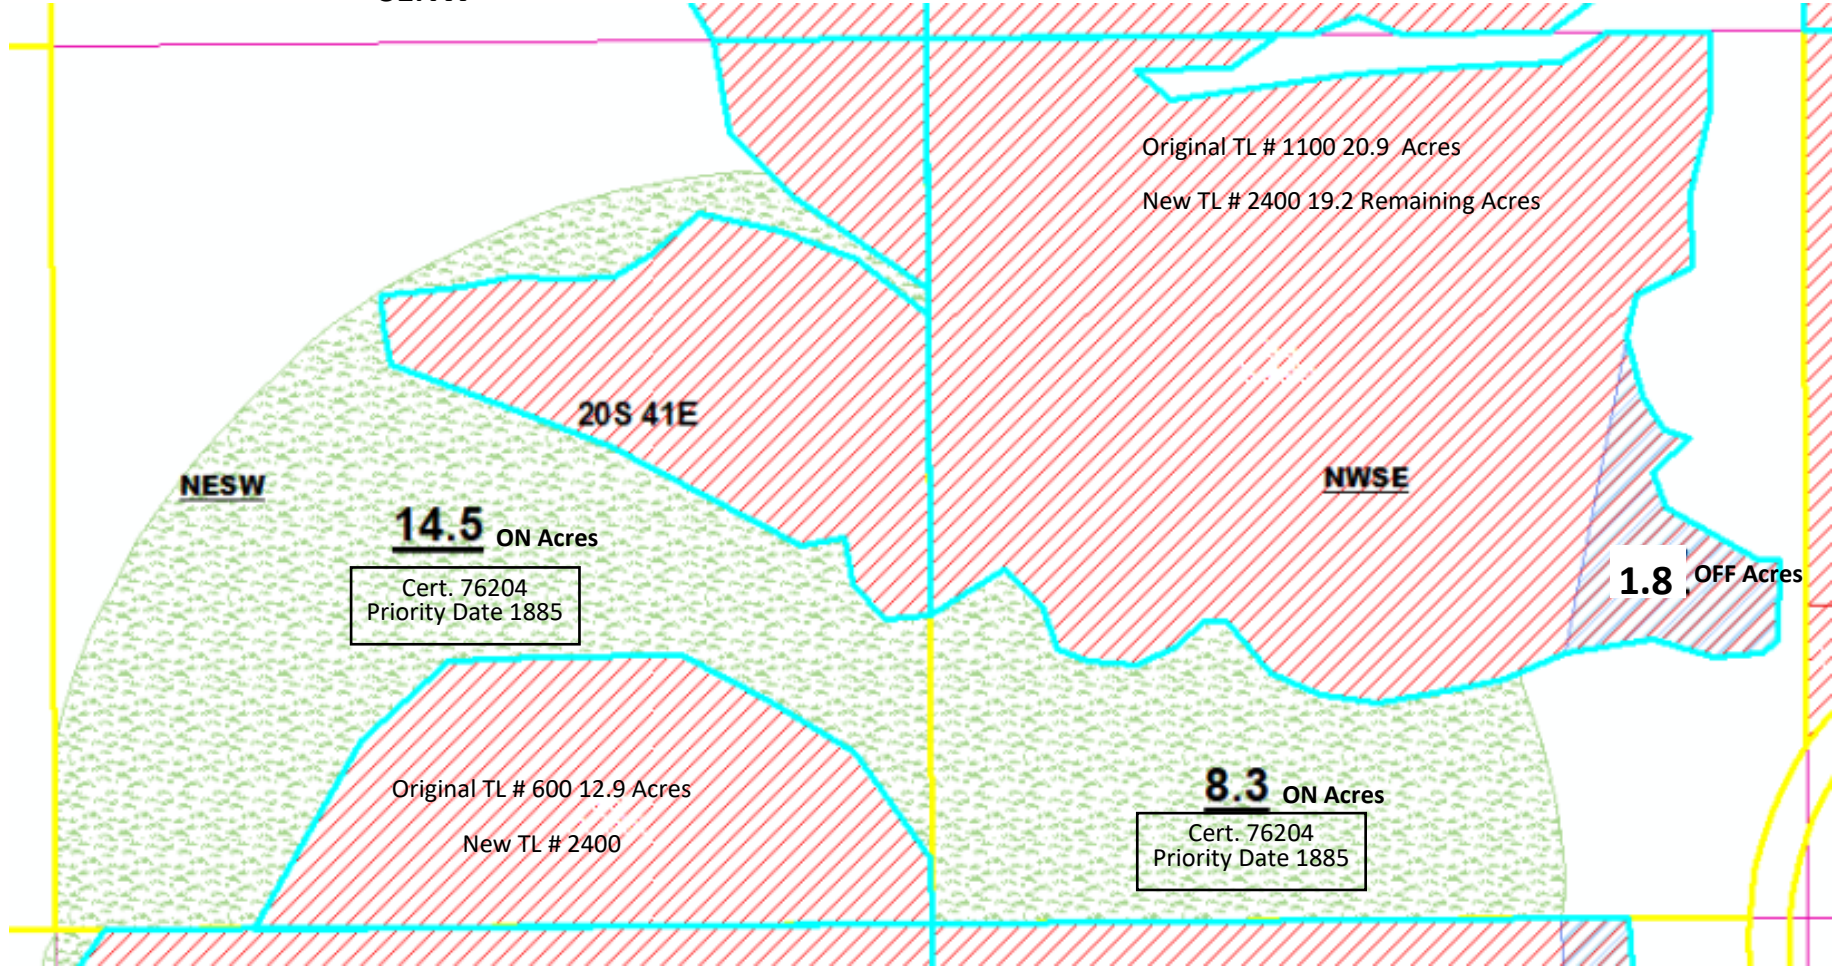 Original TL # 1100 20.9 Acres
New TL # 2400 19.2 Remaining Acres
20S 41E
NESW
NWSE
14.5 ON Acres
Cert. 76204
Priority Date 1885
1.8 OFF Acres
Original TL # 600 12.9 Acres
New TL # 2400
8.3 ON Acres
Cert. 76204
Priority Date 1885